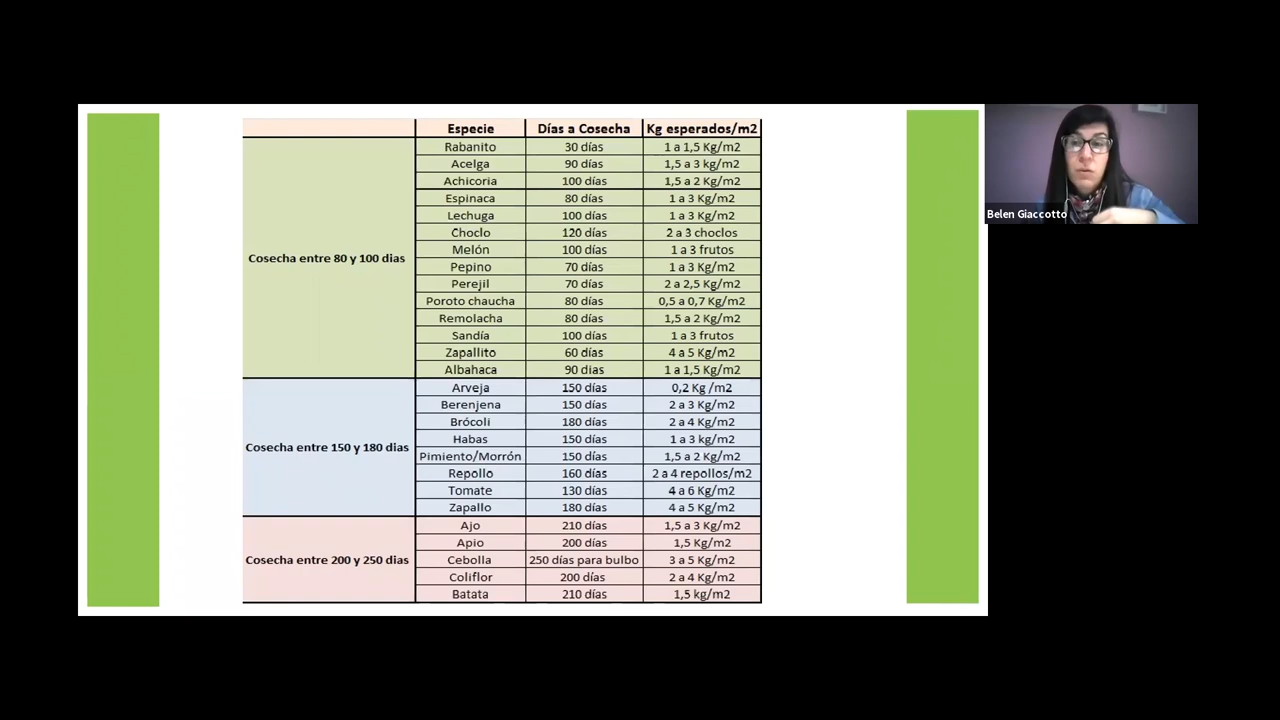 Especie Días a Cosecha Kg esperados/m2
Cosecha entre 80 y 100 dias
Rabanito 30 días 1 a 1,5 Kg/m2
Acelga 90 días 1,5 a 3 kg/m2
Achicoria 100 días 1,5 a 2 Kg/m2
Espinaca 80 días 1 a 3 Kg/m2
Lechuga 100 días 1 a 3 Kg/m2
Choclo 120 días 2 a 3 choclos
Melón 100 días 1 a 3 frutos
Pepino 70 días 1 a 3 Kg/m2
Perejil 70 días 2 a 2,5 Kg/m2
Poroto chaucha 80 días 0,5 a 0,7 Kg/m2
Remolacha 80 días 1,5 a 2 Kg/m2
Sandía 100 días 1 a 3 frutos
Zapallito 60 días 4 a 5 Kg/m2
Albahaca 90 dias 1 a 1,5 Kg/m2
Cosecha entre 150 y 180 dias
Arveja 150 días 0,2 Kg /m2
Berenjena 150 días 2 a 3 Kg/m2
Brócoli 180 días 2 a 4 Kg/m2
Habas 150 días 1 a 3 kg/m2
Pimiento/Morrón 150 días 1,5 a 2 Kg/m2
Repollo 160 días 2 a 4 repollos/m2
Tomate 130 días 4 a 6 Kg/m2
Zapallo 180 días 4 a 5 Kg/m2
Cosecha entre 200 y 250 dias
Ajo 210 días 1,5 a 3 Kg/m2
Apio 200 días 1,5 Kg/m2
Cebolla 250 días para bulbo 3 a 5 Kg/m2
Coliflor 200 días 2 a 4 Kg/m2
Batata 210 días 1,5 kg/m2
Belen Giaccotto